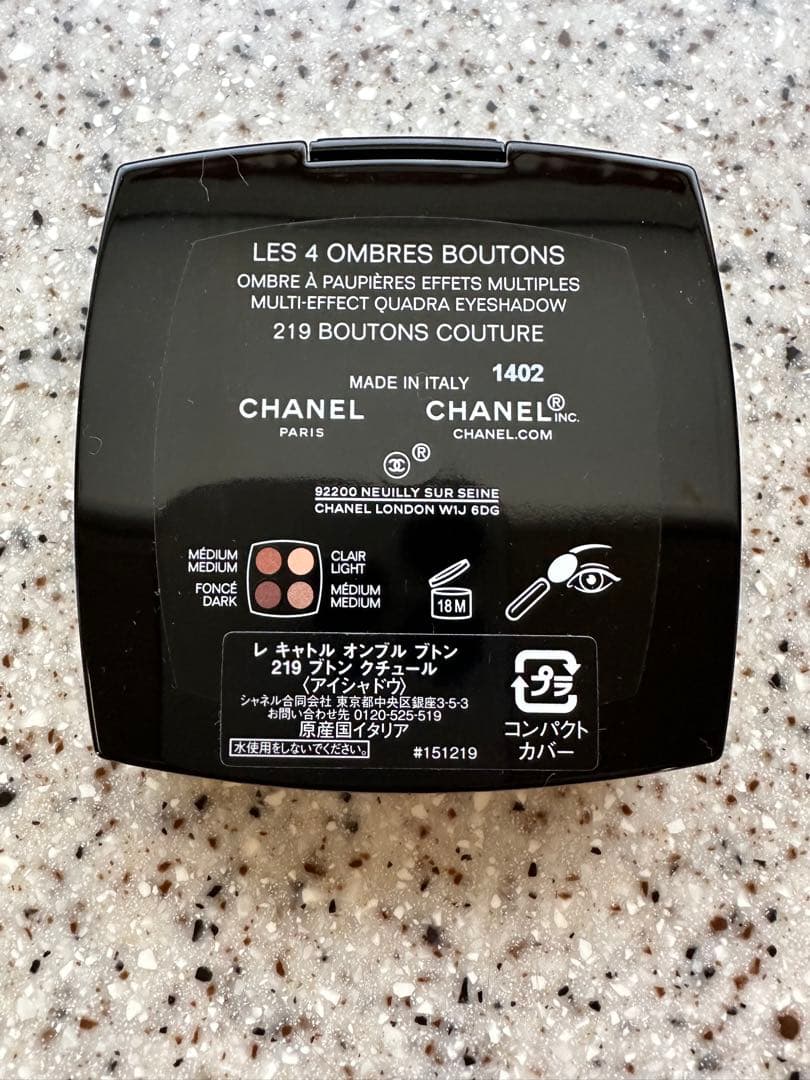 LES 4 OMBRES BOUTONS
OMBRE À PAUPIÈRES EFFETS MULTIPLES
MULTI-EFFECT QUADRA EYESHADOW
219 BOUTONS COUTURE
MADE IN ITALY 1402
CHANEL
PARIS
CHANEL® INC.
CHANEL.COM
®
92200 NEUILLY SUR SEINE
CHANEL LONDON W1J 6DG
MÉDIUM
MEDIUM
CLAIR
LIGHT
FONCÉ
DARK
MÉDIUM
MEDIUM
18 M
レ キャトル オンブル ブトン
219 ブトン クチュール
〈アイシャドウ〉
シャネル合同会社 東京都中央区銀座3-5-3
お問い合わせ先 0120-525-519
原産国イタリア
水使用をしないでください。
#151219
プラ
コンパクト
カバー